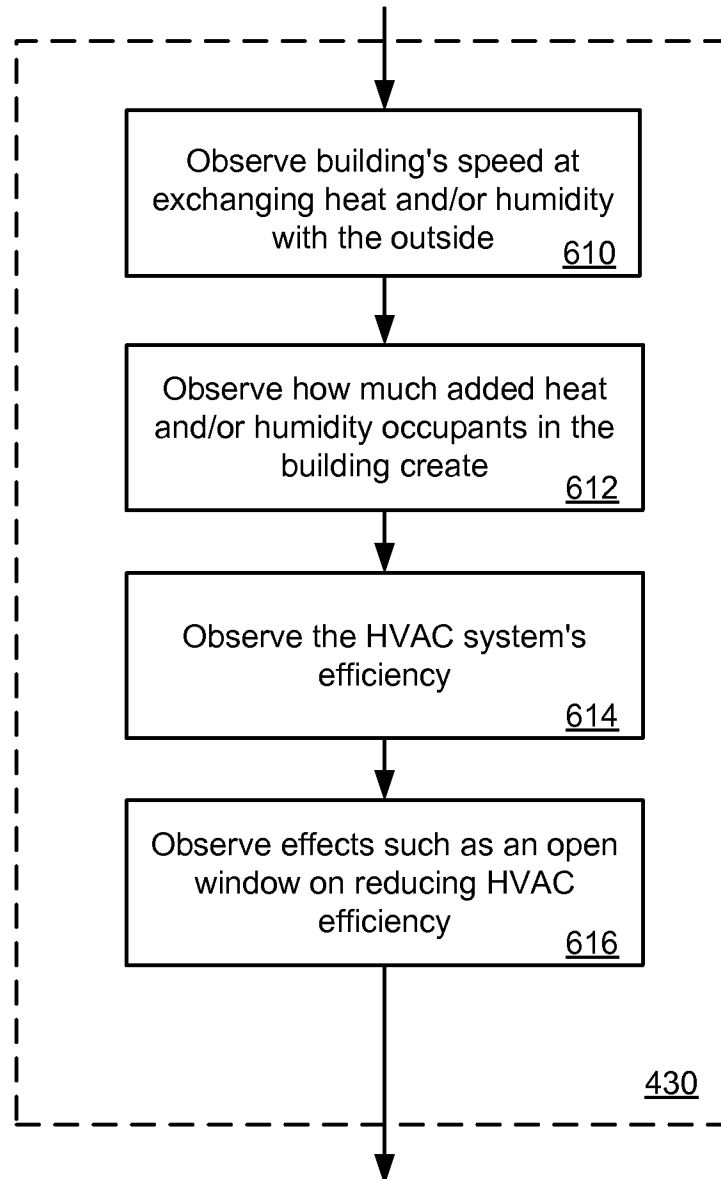 Observe building's speed at
exchanging heat and/or humidity
with the outside
610
Observe how much added heat
and/or humidity occupants in the
building create
612
Observe the HVAC system's
efficiency
614
Observe effects such as an open
window on reducing HVAC
efficiency
616
430